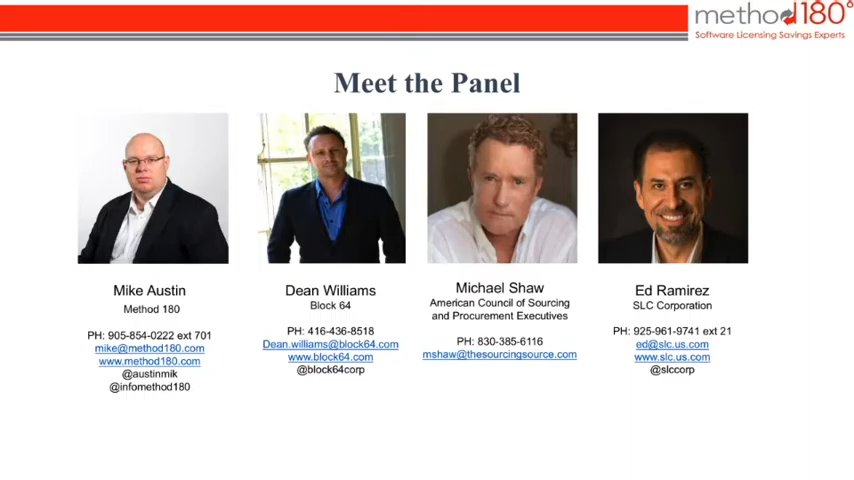 method180°
Software Licensing Savings Experts
Meet the Panel
Mike Austin
Method 180
PH: 905-854-0222 ext 701
mike@method180.com
www.method180.com
@austinmik
@infomethod180
Dean Williams
Block 64
PH: 416-436-8518
Dean.williams@block64.com
www.block64.com
@block64corp
Michael Shaw
American Council of Sourcing
and Procurement Executives
PH: 830-385-6116
mshaw@thesourcingsource.com
Ed Ramirez
SLC Corporation
PH: 925-961-9741 ext 21
ed@slc.us.com
www.slc.us.com
@slccorp